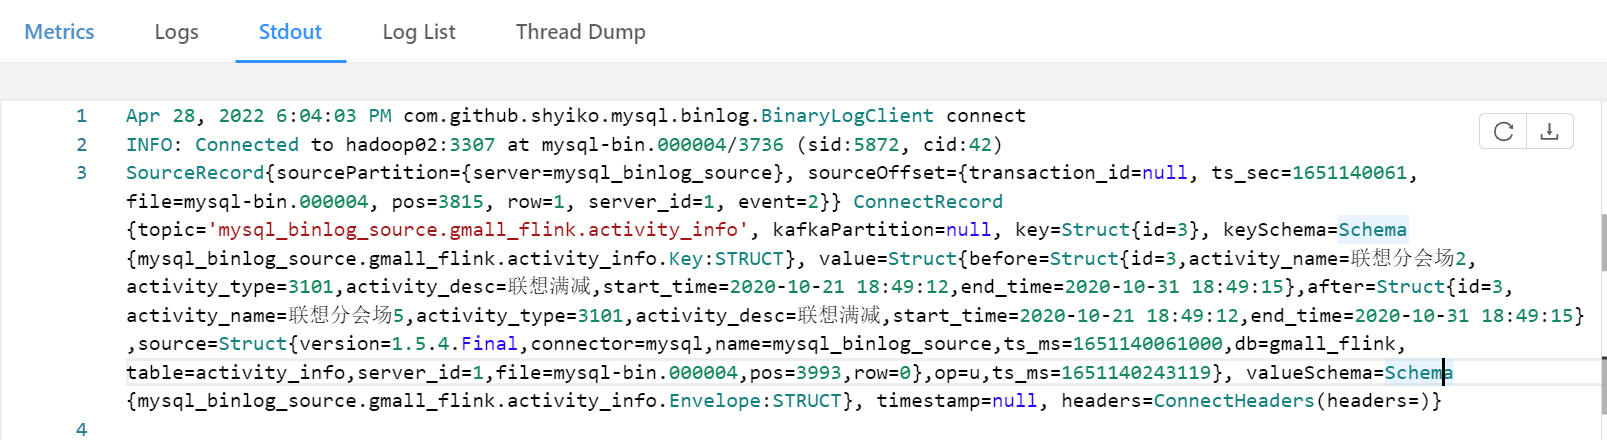 Metrics Logs Stdout Log List Thread Dump
1 Apr 28, 2022 6:04:03 PM com.github.shyiko.mysql.binlog.BinaryLogClient connect
2 INFO: Connected to hadoop02:3307 at mysql-bin.000004/3736 (sid:5872, cid:42)
3 SourceRecord{sourcePartition={server=mysql_binlog_source}, sourceOffset={transaction_id=null, ts_sec=1651140061,
file=mysql-bin.000004, pos=3815, row=1, server_id=1, event=2}} ConnectRecord
{topic='mysql_binlog_source.gmall_flink.activity_info', kafkaPartition=null, key=Struct{id=3}, keySchema=Schema
{mysql_binlog_source.gmall_flink.activity_info.Key:STRUCT}, value=Struct{before=Struct{id=3,activity_name=联想分会场2,
activity_type=3101,activity_desc=联想满减,start_time=2020-10-21 18:49:12,end_time=2020-10-31 18:49:15},after=Struct{id=3,
activity_name=联想分会场5,activity_type=3101,activity_desc=联想满减,start_time=2020-10-21 18:49:12,end_time=2020-10-31 18:49:15}
,source=Struct{version=1.5.4.Final,connector=mysql,name=mysql_binlog_source,ts_ms=1651140061000,db=gmall_flink,
table=activity_info,server_id=1,file=mysql-bin.000004,pos=3993,row=0},op=u,ts_ms=1651140243119}, valueSchema=Schema
{mysql_binlog_source.gmall_flink.activity_info.Envelope:STRUCT}, timestamp=null, headers=ConnectHeaders(headers=)}
4